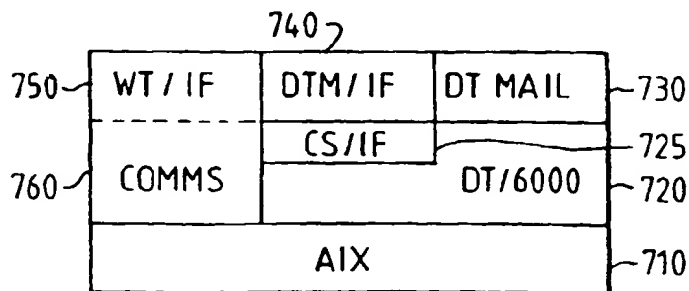 740
750 WT / IF DTM / IF DT MAIL 730
CS/IF 725
760 COMMS DT/6000 720
AIX 710